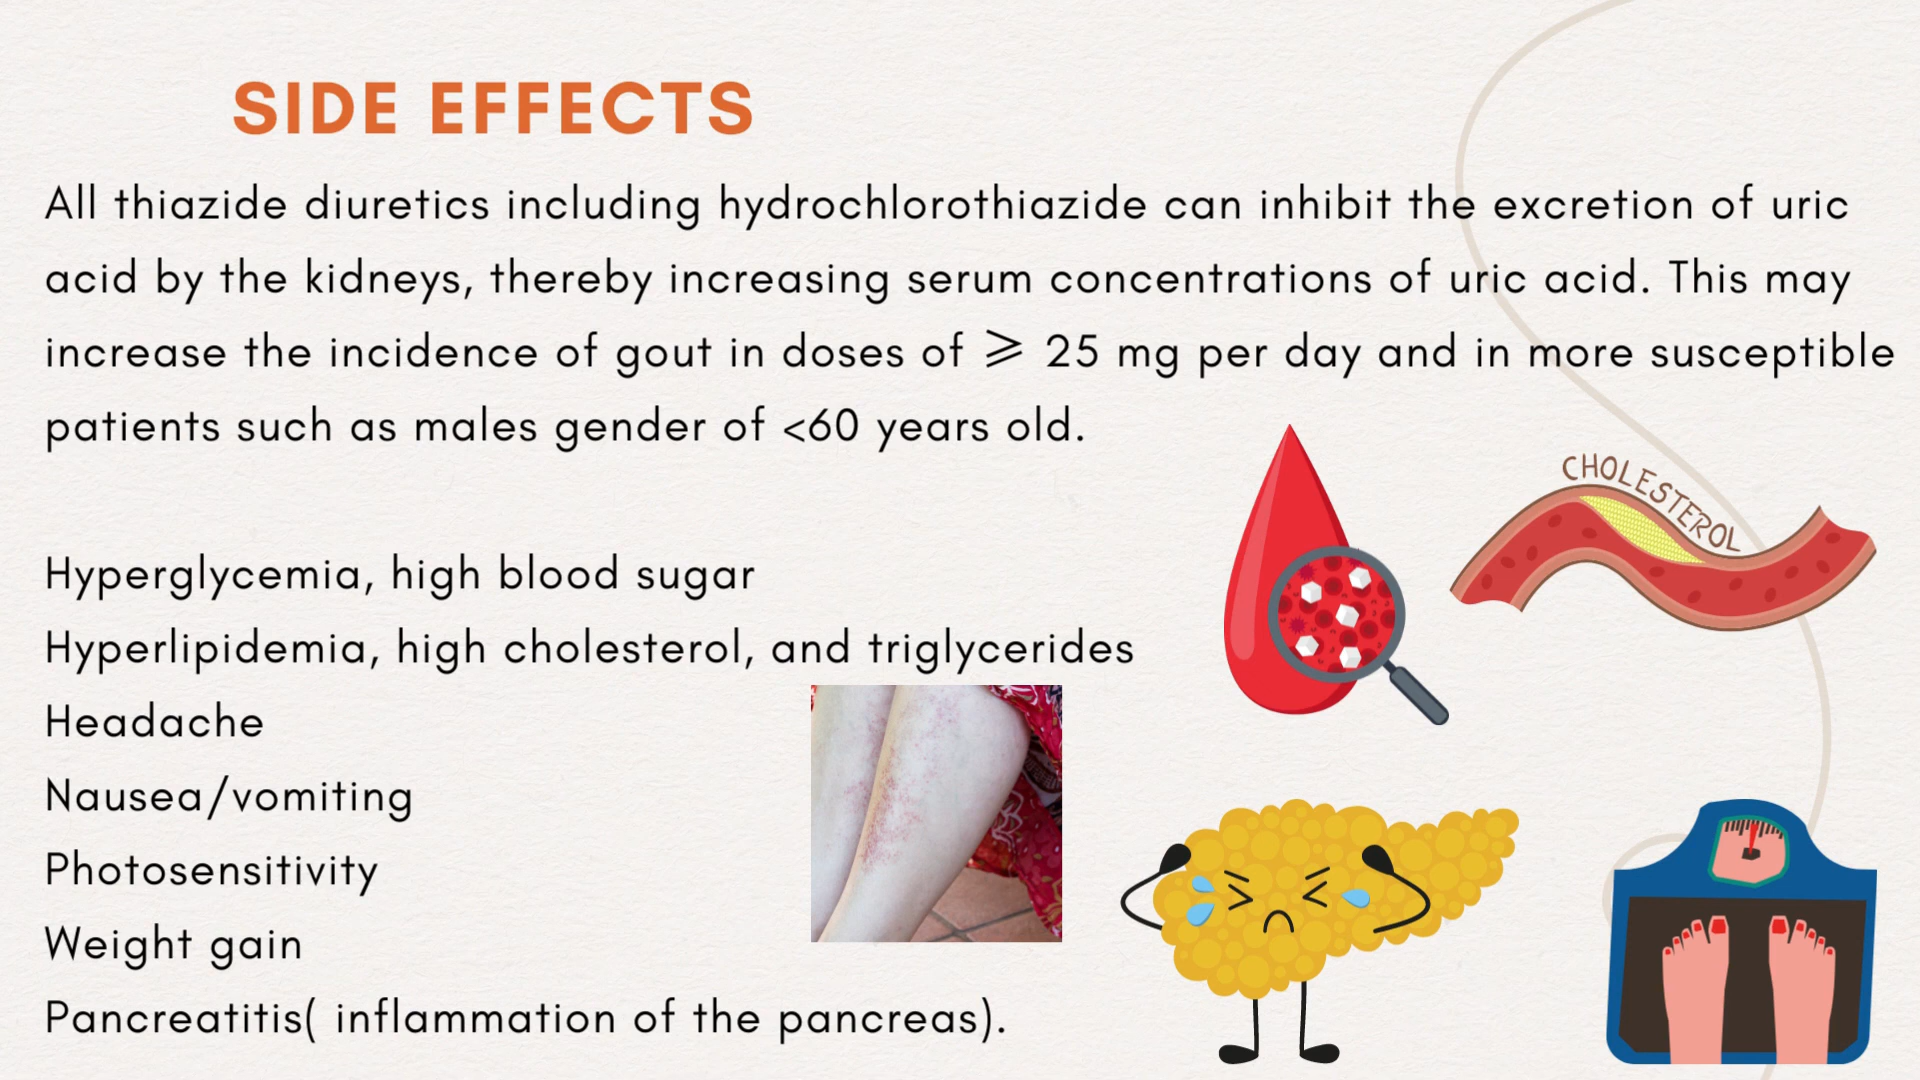 SIDE EFFECTS
All thiazide diuretics including hydrochlorothiazide can inhibit the excretion of uric
acid by the kidneys, thereby increasing serum concentrations of uric acid. This may
increase the incidence of gout in doses of ⩾ 25 mg per day and in more susceptible
patients such as males gender of <60 years old.
CHOLESTEROL
Hyperglycemia, high blood sugar
Hyperlipidemia, high cholesterol, and triglycerides
Headache
Nausea/vomiting
Photosensitivity
Weight gain
Pancreatitis( inflammation of the pancreas).